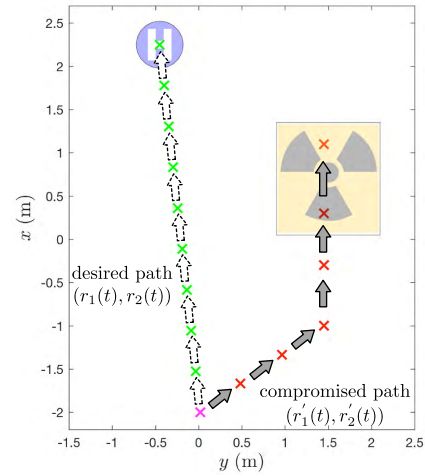 2.5
2
1.5
1
0.5
0
-0.5
-1
-1.5
-2
x (m)
H
desired path
(r₁(t), r₂(t))
compromised path
(r₁′(t), r₂′(t))
-1.5 -1 -0.5 0 0.5 1 1.5 2 2.5
y (m)